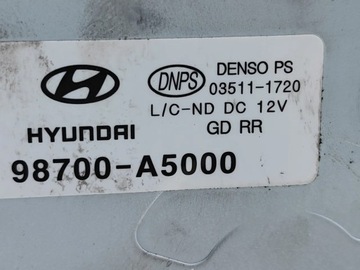 DNPS DENSO PS
03511-1720
L/C-ND DC 12V
HYUNDAI GD RR
98700-A5000